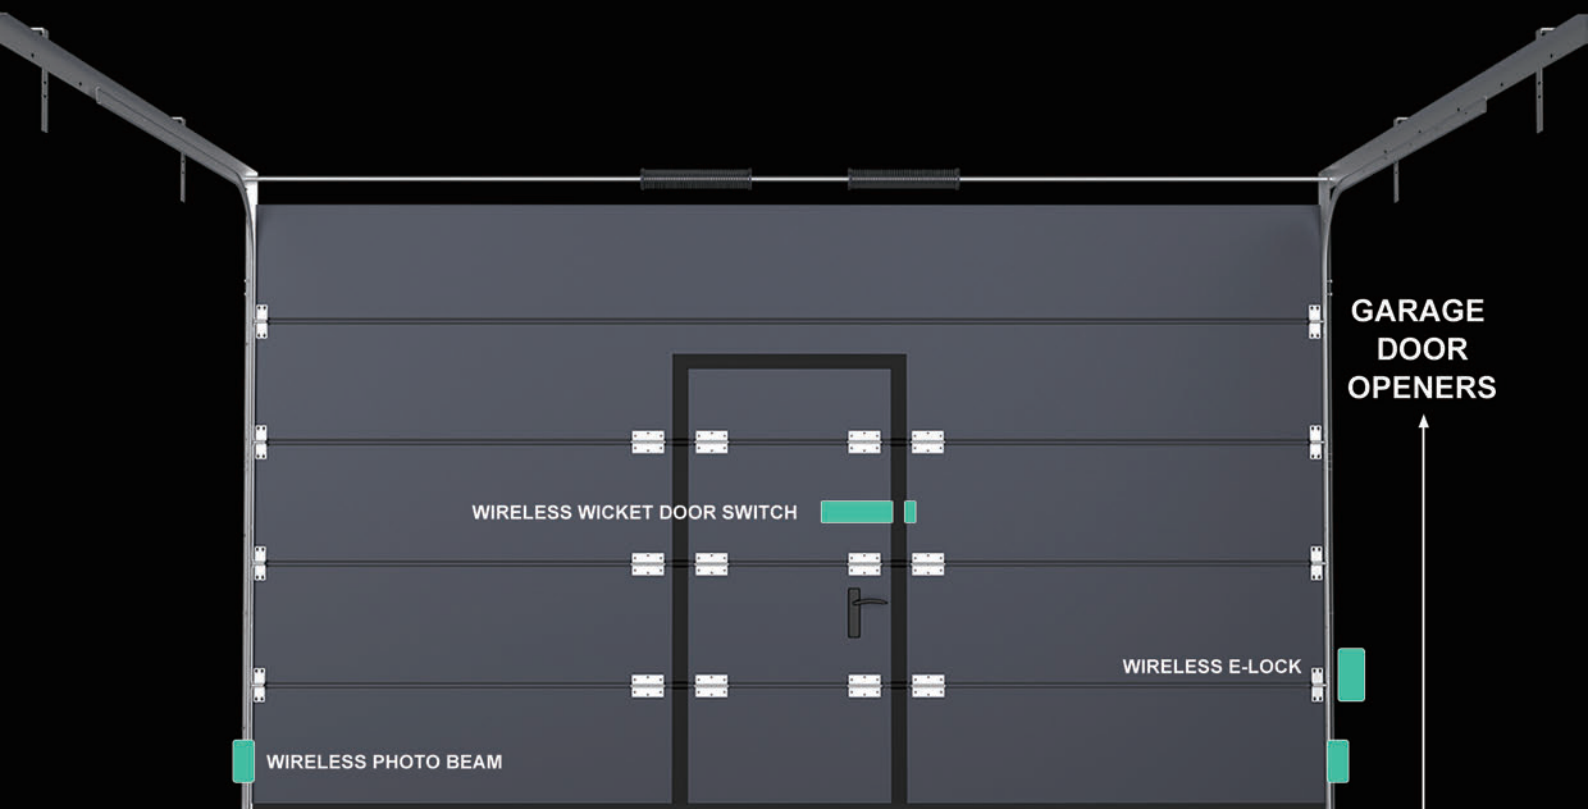 GARAGE
DOOR
OPENERS
WIRELESS WICKET DOOR SWITCH
WIRELESS E-LOCK
WIRELESS PHOTO BEAM